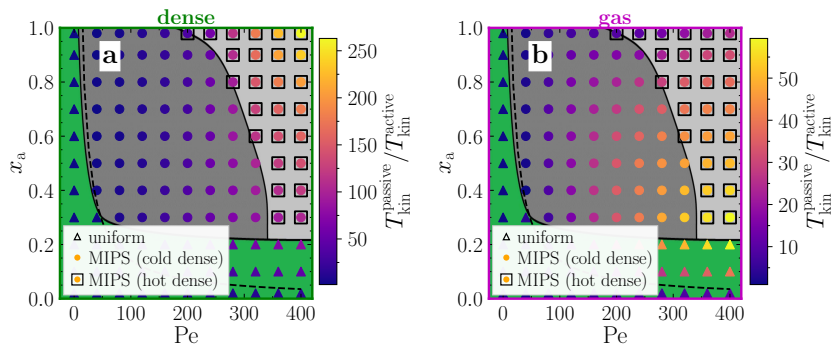 dense
a
1.0
0.8
0.6
0.4
0.2
0.0
x_a
uniform
MIPS (cold dense)
MIPS (hot dense)
0
100
200
300
400
Pe
250
200
150
100
50
T_kin^passive/T_kin^active
gas
b
1.0
0.8
0.6
0.4
0.2
0.0
x_a
uniform
MIPS (cold dense)
MIPS (hot dense)
0
100
200
300
400
Pe
50
40
30
20
10
T_kin^passive/T_kin^active